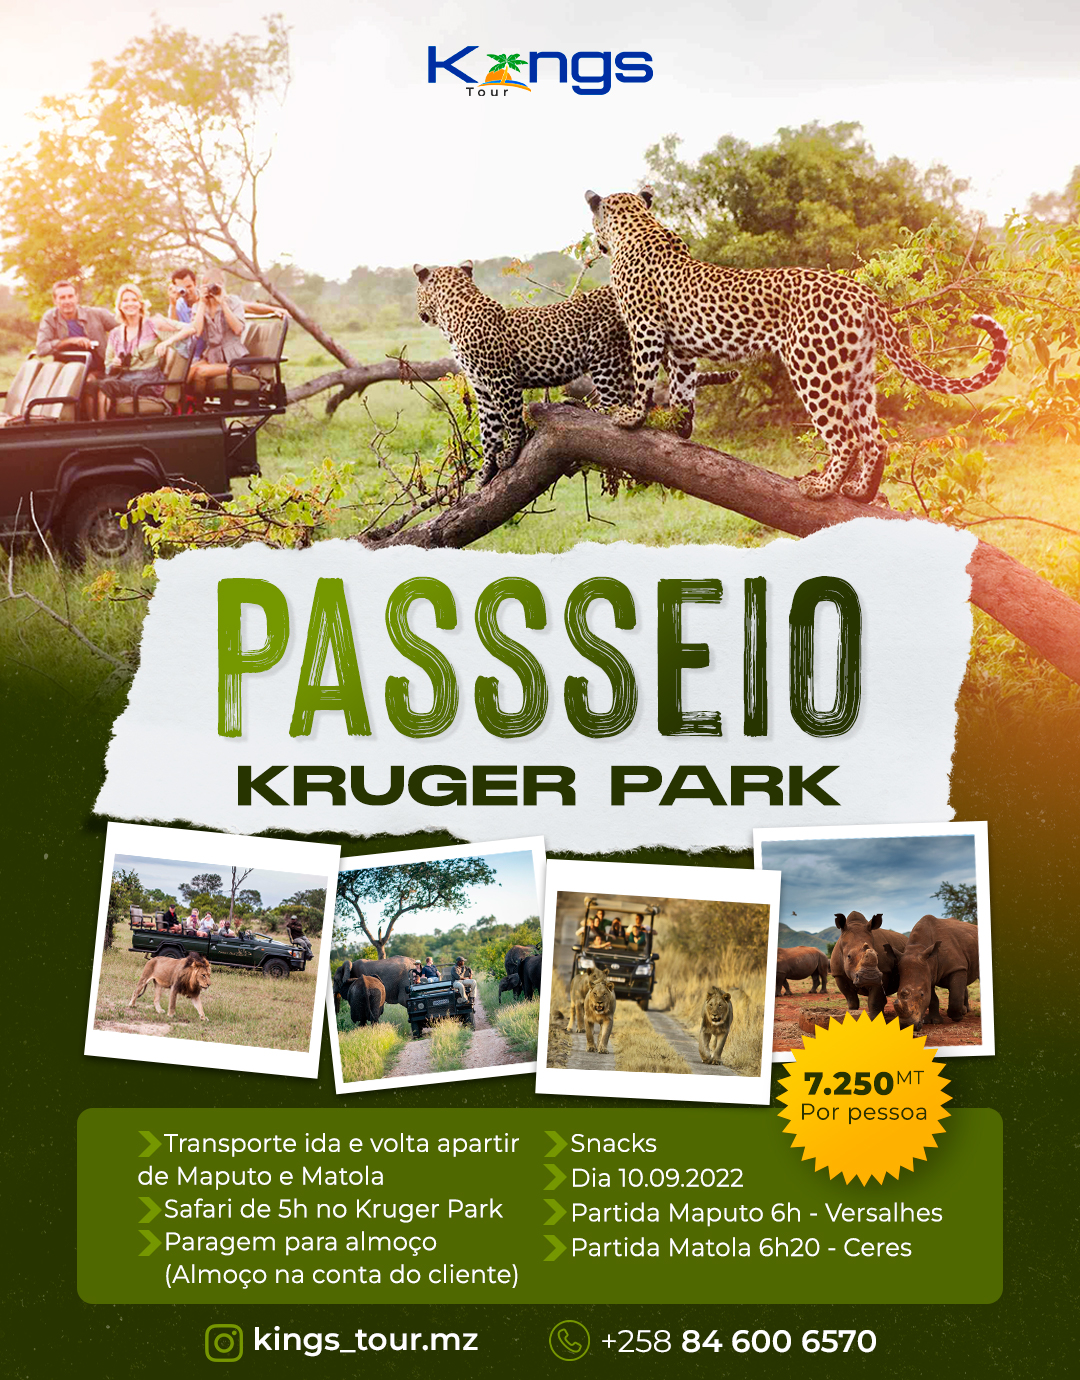 Kings
Tour
PASSSEIO
KRUGER PARK
7.250 MT
Por pessoa
Transporte ida e volta apartir
de Maputo e Matola
Safari de 5h no Kruger Park
Paragem para almoço
(Almoço na conta do cliente)
Snacks
Dia 10.09.2022
Partida Maputo 6h - Versalhes
Partida Matola 6h20 - Ceres
kings_tour.mz
+258 84 600 6570